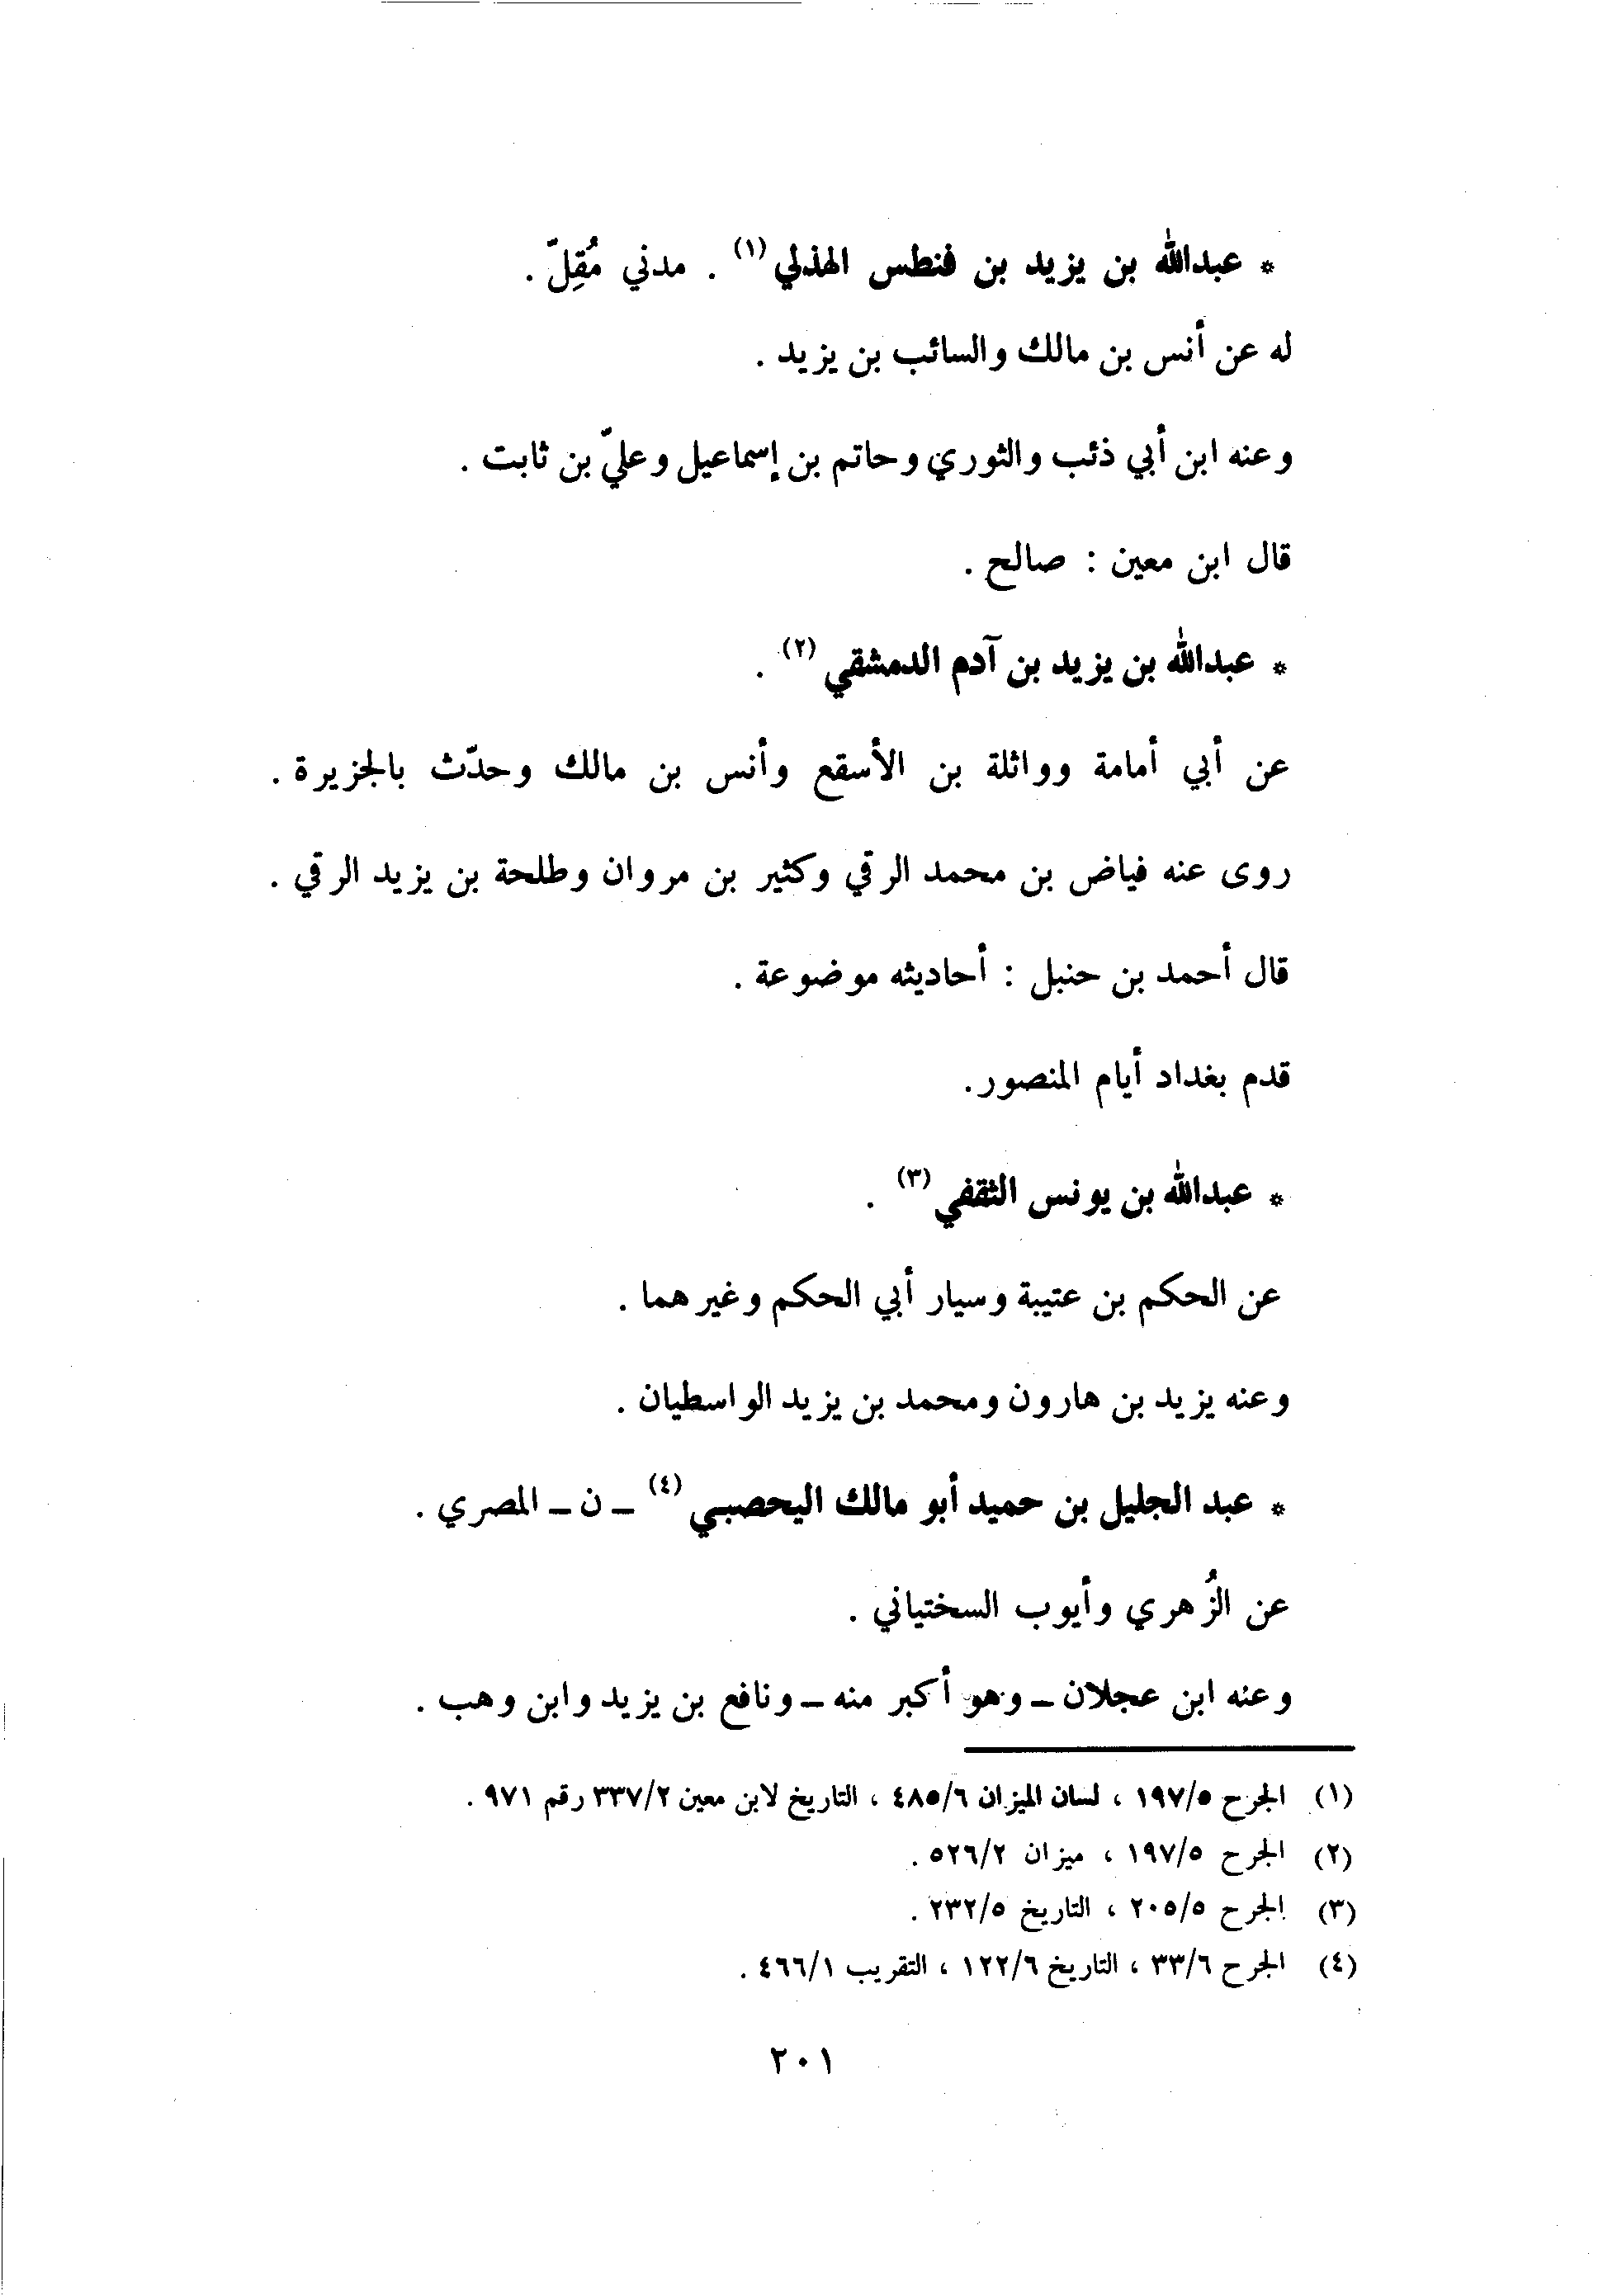 * عبدالله بن يزيد بن فنطس الهذلي (١) . مدني مُقِلّ .
له عن أنس بن مالك والسائب بن يزيد .
وعنه ابن أبي ذئب والثوري وحاتم بن إسماعيل وعليّ بن ثابت .
قال ابن معين : صالح .
* عبدالله بن يزيد بن آدم الدمشقي (٢) .
عن أبي أمامة وواثلة بن الأسقع وأنس بن مالك وحدّث بالجزيرة .
روى عنه فياض بن محمد الرقي وكثير بن مروان وطلحة بن يزيد الرقي .
قال أحمد بن حنبل : أحاديثه موضوعة .
قدم بغداد أيام المنصور.
* عبدالله بن يونس الثقفي (٣) .
عن الحكم بن عتيبة وسيار أبي الحكم وغيرهما .
وعنه يزيد بن هارون ومحمد بن يزيد الواسطيان .
* عبد الجليل بن حميد أبو مالك اليحصبي (٤) ـ ن ـ المصري .
عن الزُهري وأيوب السختياني .
وعنه ابن عجلان ـ وهو أكبر منه ـ ونافع بن يزيد وابن وهب .
(١) الجرح ١٩٧/٥ ، لسان الميزان ٤٨٥/٦ ، التاريخ لابن معين ٣٣٧/٢ رقم ٩٧١ .
(٢) الجرح ١٩٧/٥ ، ميزان ٥٢٦/٢ .
(٣) الجرح ٢٠٥/٥ ، التاريخ ٢٣٢/٥ .
(٤) الجرح ٣٣/٦ ، التاريخ ١٢٢/٦ ، التقريب ٤٦٦/١ .
٢٠١